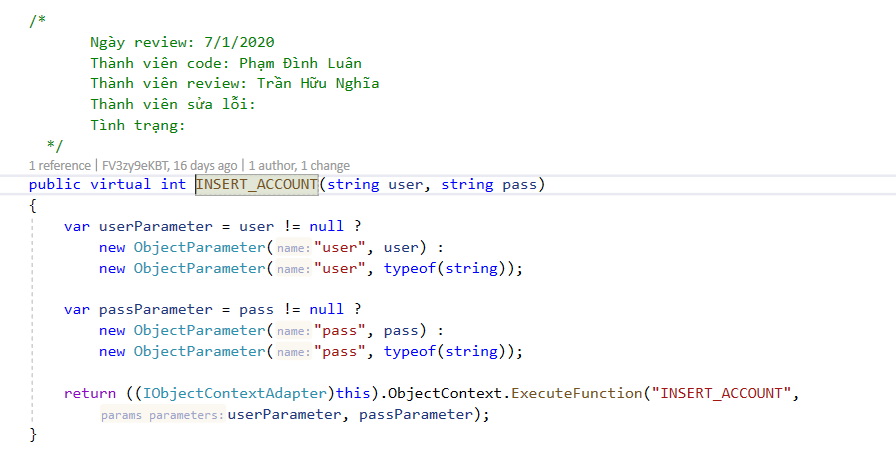 /*
Ngày review: 7/1/2020
Thành viên code: Phạm Đình Luân
Thành viên review: Trần Hữu Nghĩa
Thành viên sửa lỗi:
Tình trạng:
*/
1 reference | FV3zy9eKBT, 16 days ago | 1 author, 1 change
public virtual int INSERT_ACCOUNT(string user, string pass)
{
var userParameter = user != null ?
new ObjectParameter(name: "user", user) :
new ObjectParameter(name: "user", typeof(string));
var passParameter = pass != null ?
new ObjectParameter(name: "pass", pass) :
new ObjectParameter(name: "pass", typeof(string));
return ((IObjectContextAdapter)this).ObjectContext.ExecuteFunction("INSERT_ACCOUNT",
params parameters: userParameter, passParameter);
}